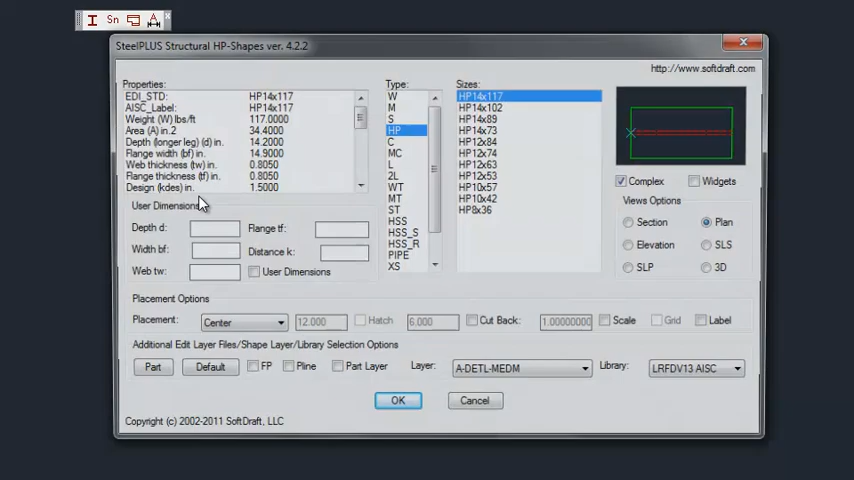 Sn
A
SteelPLUS Structural HP-Shapes ver. 4.2.2
http://www.softdraft.com
Properties:
EDI_STD: HP14x117
AISC_Label: HP14x117
Weight (W) lbs/ft 117.0000
Area (A) in.2 34.4000
Depth (longer leg) (d) in. 14.2000
Flange width (bf) in. 14.9000
Web thickness (tw) in. 0.8050
Flange thickness (tf) in. 0.8050
Design (kdes) in. 1.5000
Type:
W
M
S
HP
C
MC
L
2L
WT
MT
ST
HSS
HSS_S
HSS_R
PIPE
XS
Sizes:
HP14x117
HP14x102
HP14x89
HP14x73
HP12x84
HP12x74
HP12x63
HP12x53
HP10x57
HP10x42
HP8x36
Complex Widgets
Views Options
Section Plan
Elevation SLS
SLP 3D
User Dimensions
Depth d: Flange tf:
Width bf: Distance k:
Web tw: User Dimensions
Placement Options
Placement: Center 12.000 Hatch 6.000 Cut Back: 1.00000000 Scale Grid Label
Additional Edit Layer Files/Shape Layer/Library Selection Options
Part Default FP Pline Part Layer Layer: A-DETL-MEDM Library: LRFDV13 AISC
OK Cancel
Copyright (c) 2002-2011 SoftDraft, LLC